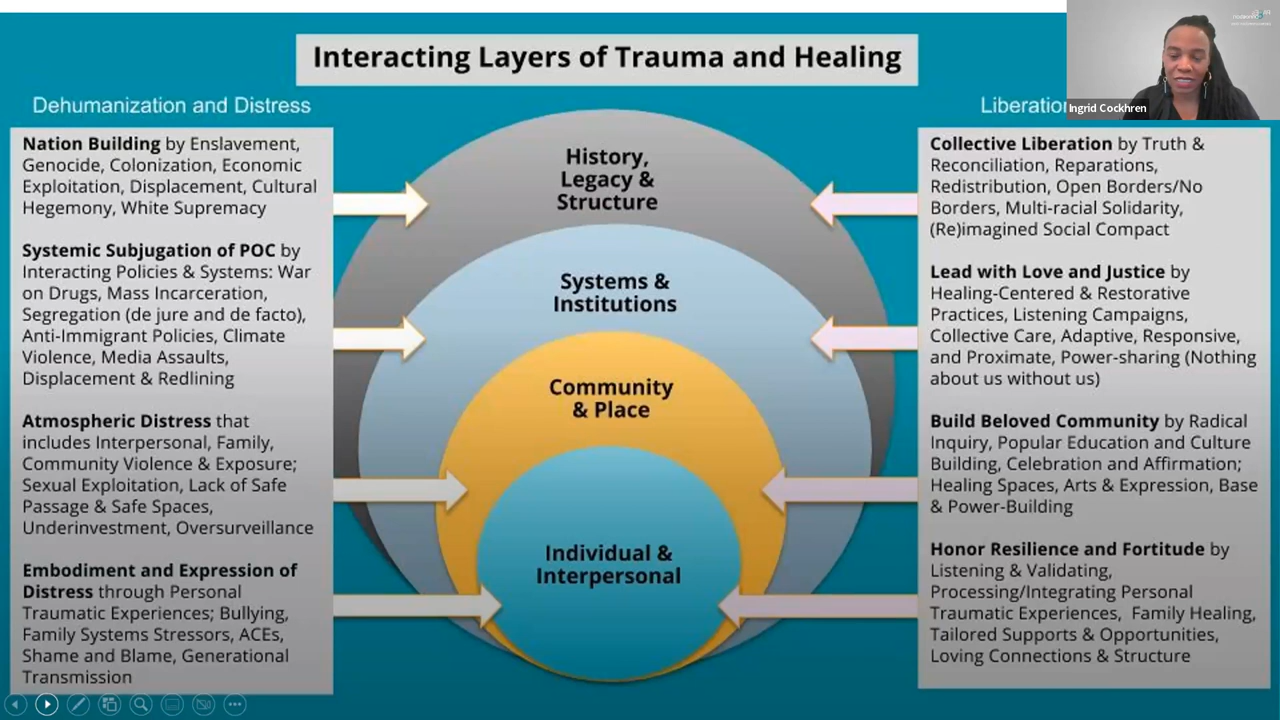 Interacting Layers of Trauma and Healing
Ingrid Cockhren
Dehumanization and Distress
Nation Building by Enslavement,
Genocide, Colonization, Economic
Exploitation, Displacement, Cultural
Hegemony, White Supremacy
Systemic Subjugation of POC by
Interacting Policies & Systems: War
on Drugs, Mass Incarceration,
Segregation (de jure and de facto),
Anti-Immigrant Policies, Climate
Violence, Media Assaults,
Displacement & Redlining
Atmospheric Distress that
includes Interpersonal, Family,
Community Violence & Exposure;
Sexual Exploitation, Lack of Safe
Passage & Safe Spaces,
Underinvestment, Oversurveillance
Embodiment and Expression of
Distress through Personal
Traumatic Experiences; Bullying,
Family Systems Stressors, ACEs,
Shame and Blame, Generational
Transmission
History,
Legacy &
Structure
Systems &
Institutions
Community
& Place
Individual &
Interpersonal
Collective Liberation by Truth &
Reconciliation, Reparations,
Redistribution, Open Borders/No
Borders, Multi-racial Solidarity,
(Re)imagined Social Compact
Lead with Love and Justice by
Healing-Centered & Restorative
Practices, Listening Campaigns,
Collective Care, Adaptive, Responsive,
and Proximate, Power-sharing (Nothing
about us without us)
Build Beloved Community by Radical
Inquiry, Popular Education and Culture
Building, Celebration and Affirmation;
Healing Spaces, Arts & Expression, Base
& Power-Building
Honor Resilience and Fortitude by
Listening & Validating,
Processing/Integrating Personal
Traumatic Experiences, Family Healing,
Tailored Supports & Opportunities,
Loving Connections & Structure